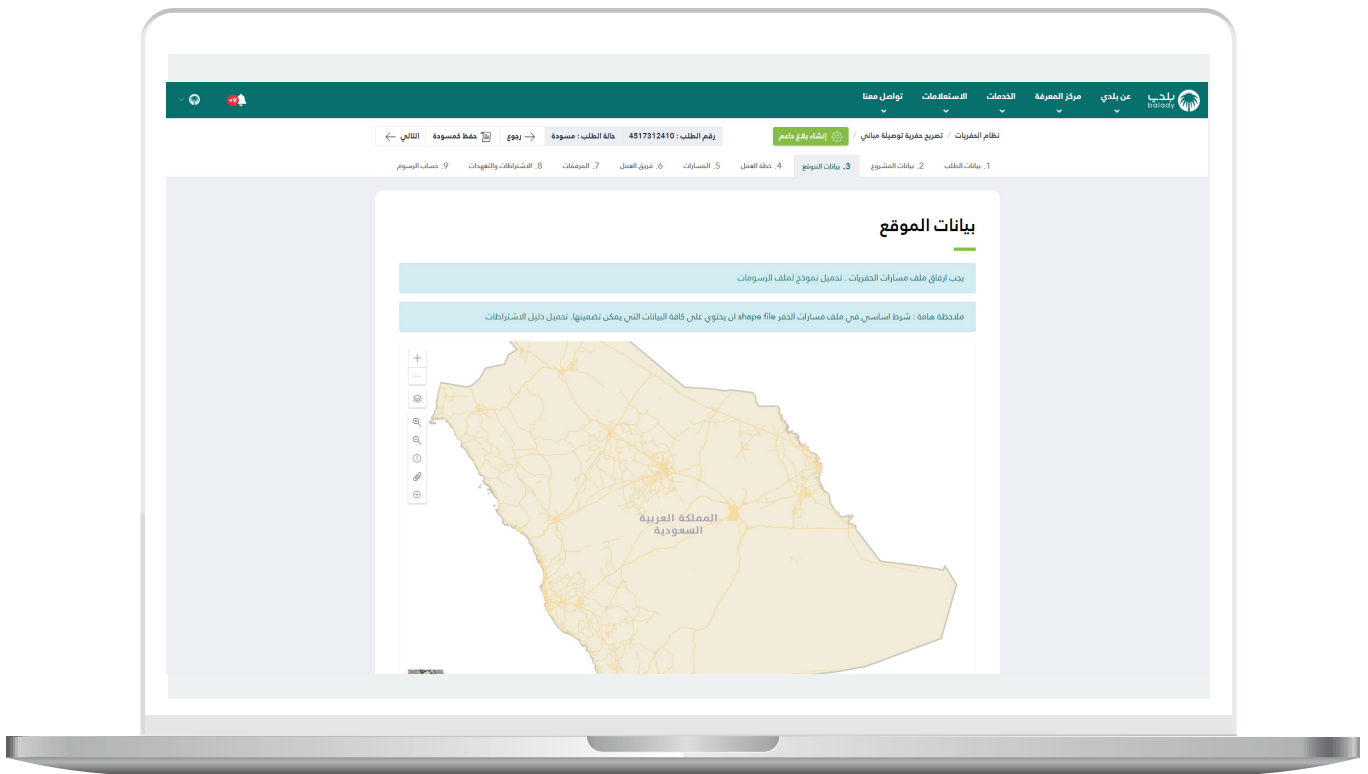 بلدي balady عن بلدي مركز المعرفة الخدمات الاستعلامات تواصل معنا +9
نظام الحفريات / تصريح حفرية توصيلة مباني / إنشاء بلاغ داعم رقم الطلب : 4517312410 حالة الطلب : مسودة رجوع حفظ كمسودة التالي
1. بيانات الطلب 2. بيانات المشروع 3. بيانات الموقع 4. خطة العمل 5. المسارات 6. فريق العمل 7. المرفقات 8. الاشتراطات والتعهدات 9. حساب الرسوم
بيانات الموقع
يجب ارفاق ملف مسارات الحفريات . تحميل نموذج لملف الرسومات
ملاحظة هامة : شرط اساسي في ملف مسارات الحفر shape file ان يحتوي على كافة البيانات التي يمكن تضمينها. تحميل دليل الاشتراطات
المملكة العربية
السعودية